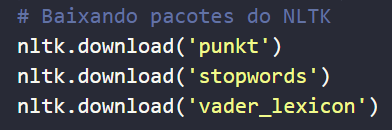 # Baixando pacotes do NLTK
nltk.download('punkt')
nltk.download('stopwords')
nltk.download('vader_lexicon')